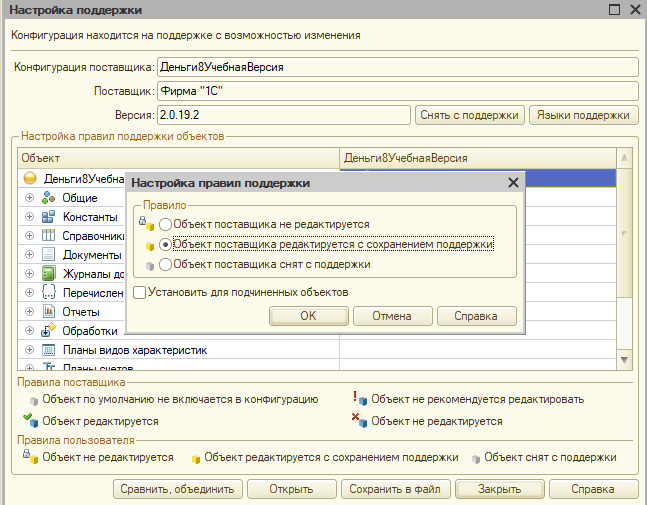 Настройка поддержки
Конфигурация находится на поддержке с возможностью изменения
Конфигурация поставщика: Деньги8УчебнаяВерсия
Поставщик: Фирма "1С"
Версия: 2.0.19.2 Снять с поддержки Языки поддержки
Настройка правил поддержки объектов
Объект Деньги8УчебнаяВерсия
Деньги8Учебна
Общие
Константы
Справочники
Документы
Журналы до
Перечислен
Отчеты
Обработки
Планы видов характеристик
Планы счетов
Настройка правил поддержки
Правило
Объект поставщика не редактируется
Объект поставщика редактируется с сохранением поддержки
Объект поставщика снят с поддержки
Установить для подчиненных объектов
ОК Отмена Справка
Правила поставщика
Объект по умолчанию не включается в конфигурацию Объект не рекомендуется редактировать
Объект редактируется Объект не редактируется
Правила пользователя
Объект не редактируется Объект редактируется с сохранением поддержки Объект снят с поддержки
Сравнить, объединить Открыть Сохранить в файл Закрыть Справка